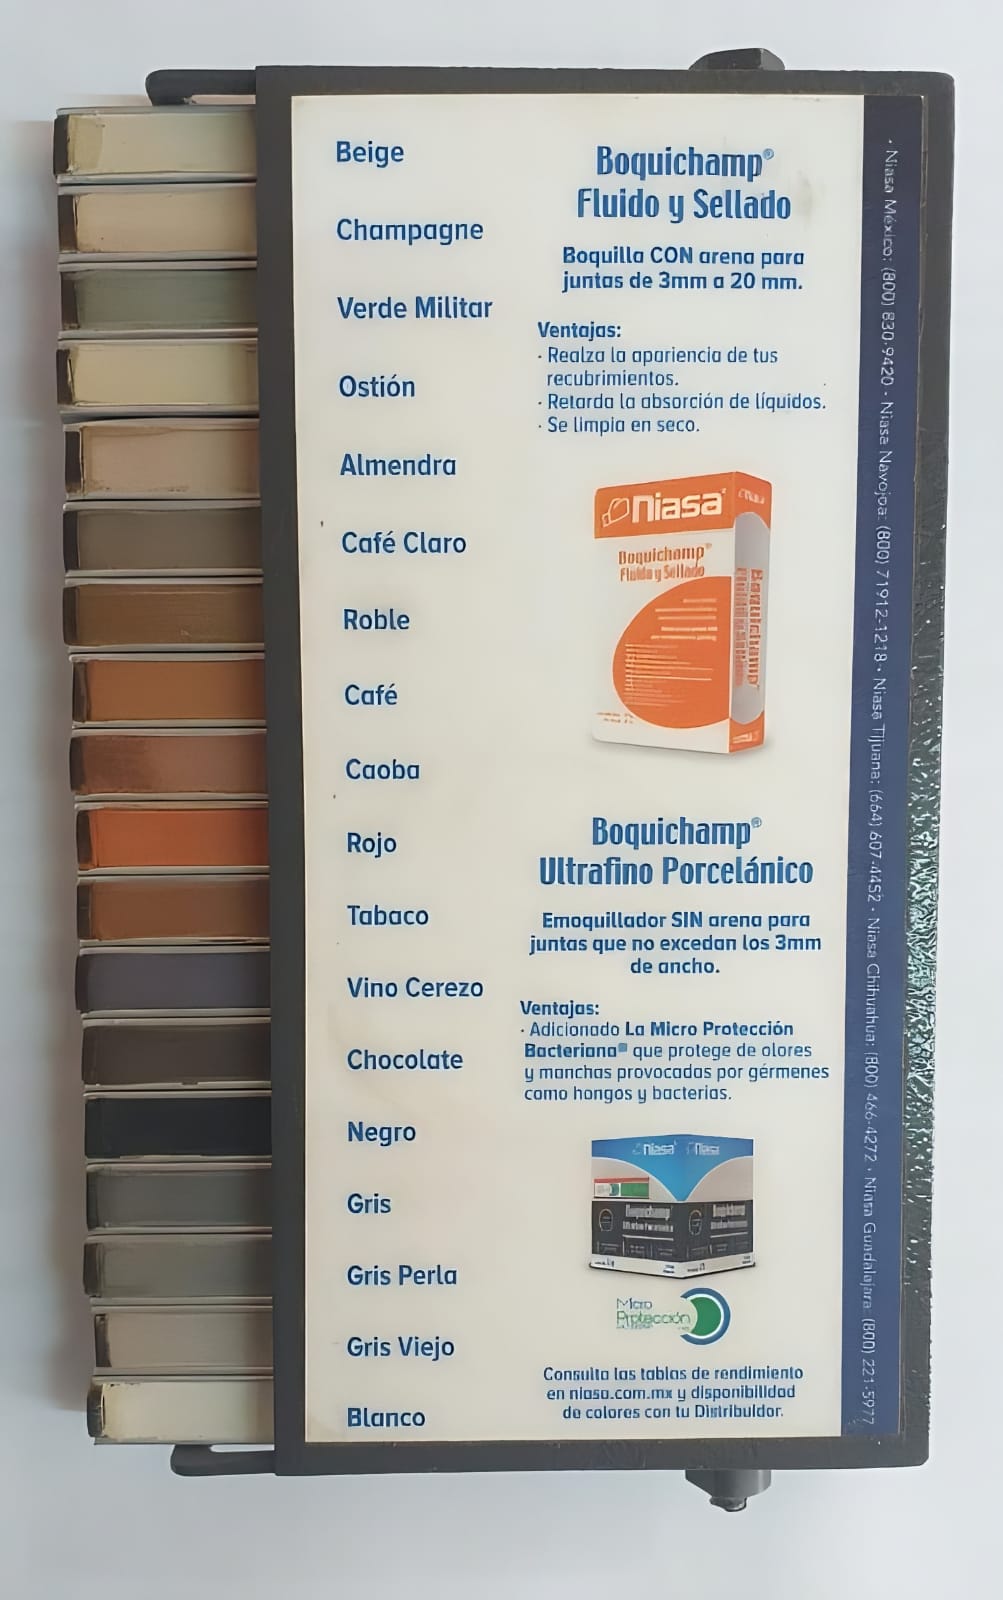 Beige
Champagne
Verde Militar
Ostión
Almendra
Café Claro
Roble
Café
Caoba
Rojo
Tabaco
Vino Cerezo
Chocolate
Negro
Gris
Gris Perla
Gris Viejo
Blanco
Boquichamp®
Fluido y Sellado
Boquilla CON arena para
juntas de 3mm a 20 mm.
Ventajas:
· Realza la apariencia de tus
recubrimientos.
· Retarda la absorción de líquidos.
· Se limpia en seco.
Niasa
Boquichamp®
Fluido y Sellado
Boquichamp®
Boquichamp®
Ultrafino Porcelánico
Emoquillador SIN arena para
juntas que no excedan los 3mm
de ancho.
Ventajas:
· Adicionado La Micro Protección
Bacteriana® que protege de olores
y manchas provocadas por gérmenes
como hongos y bacterias.
Niasa Niasa
Boquichamp
Micro
Protección
Consulta las tablas de rendimiento
en niasa.com.mx y disponibilidad
de colores con tu Distribuidor.
· Niasa México: (800) 830-9420 · Niasa Navojoa: (800) 71912-1218 · Niasa Tijuana: (664) 607-4452 · Niasa Chihuahua: (800) 466-4272 · Niasa Guadalajara: (800) 221-5977